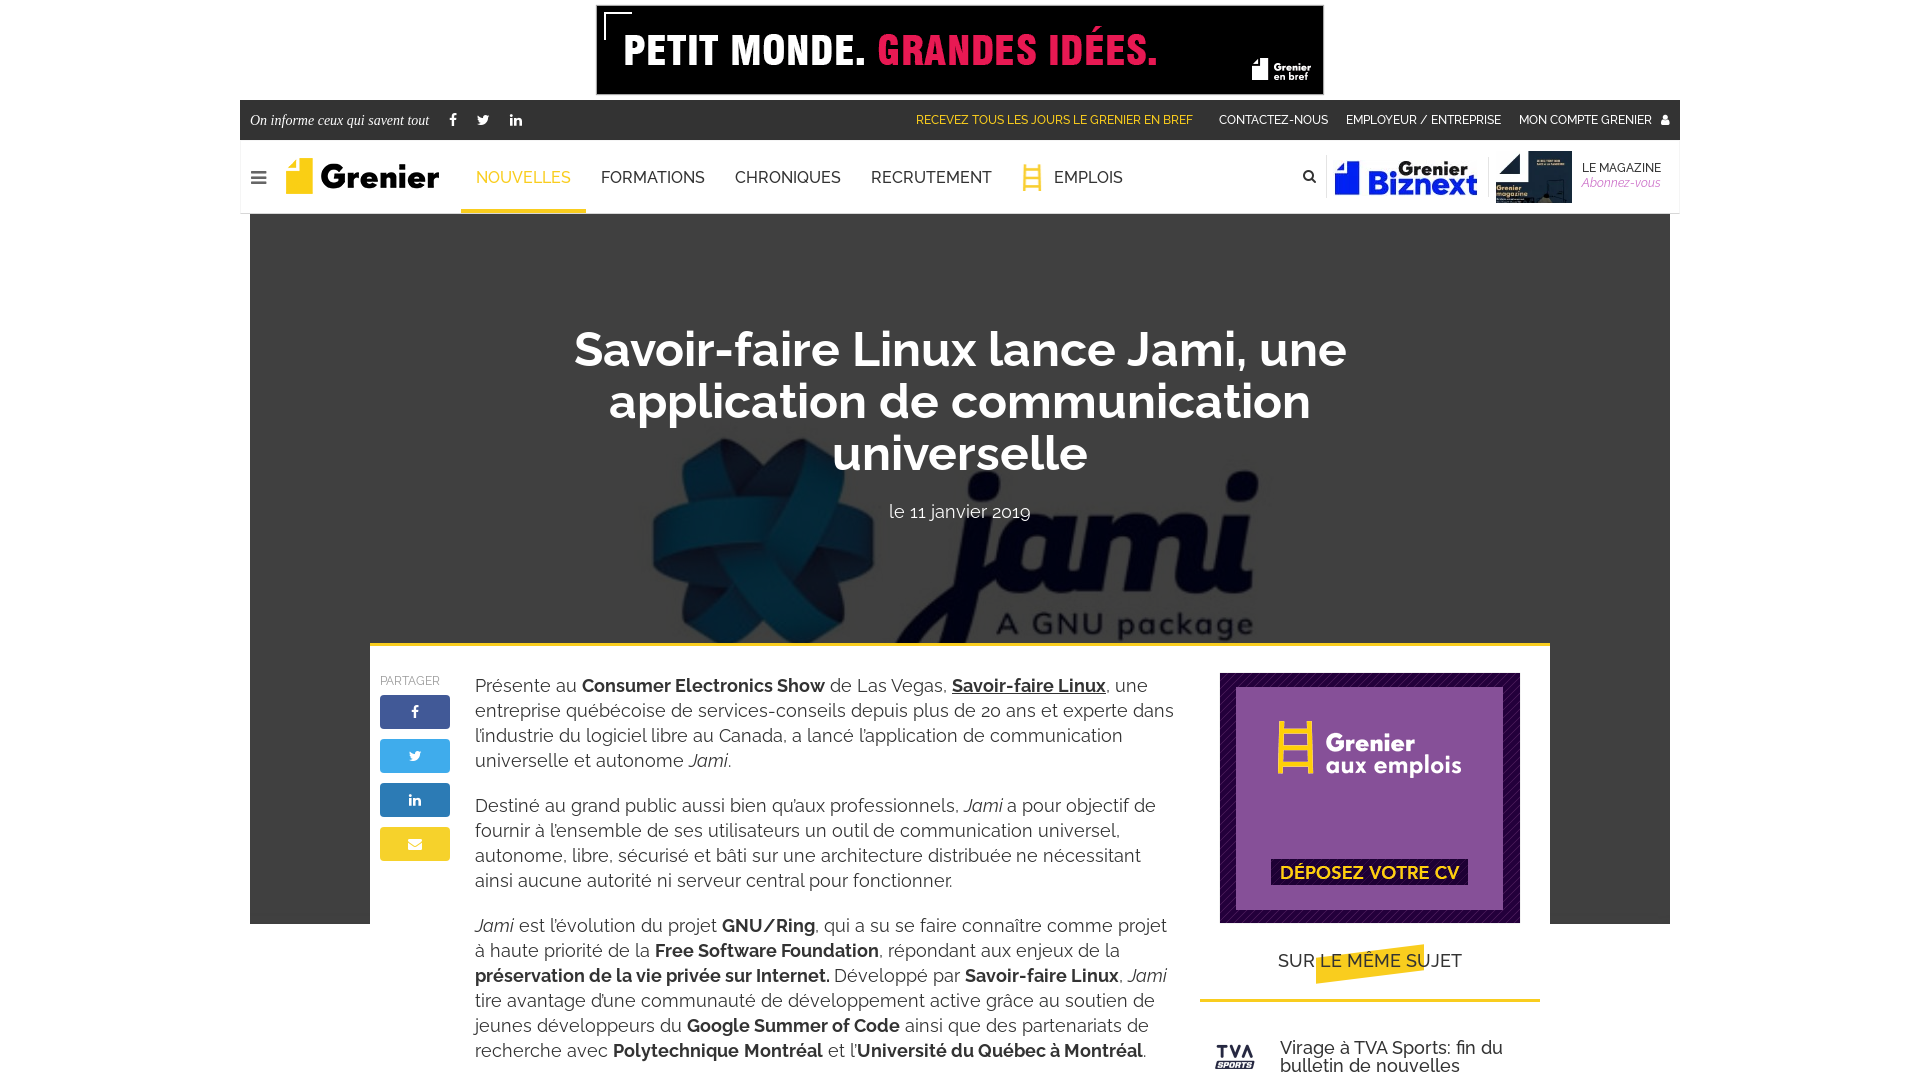 PETIT MONDE. GRANDES IDÉES.
Grenier
en bref
On informe ceux qui savent tout
RECEVEZ TOUS LES JOURS LE GRENIER EN BREF
CONTACTEZ-NOUS
EMPLOYEUR / ENTREPRISE
MON COMPTE GRENIER
Grenier
NOUVELLES
FORMATIONS
CHRONIQUES
RECRUTEMENT
EMPLOIS
Grenier
Biznext
Grenier
magazine
LE MAGAZINE
Abonnez-vous
Savoir-faire Linux lance Jami, une
application de communication
universelle
le 11 janvier 2019
jami
A GNU package
PARTAGER
Présente au Consumer Electronics Show de Las Vegas, Savoir-faire Linux, une
entreprise québécoise de services-conseils depuis plus de 20 ans et experte dans
l’industrie du logiciel libre au Canada, a lancé l’application de communication
universelle et autonome Jami.
Destiné au grand public aussi bien qu’aux professionnels, Jami a pour objectif de
fournir à l’ensemble de ses utilisateurs un outil de communication universel,
autonome, libre, sécurisé et bâti sur une architecture distribuée ne nécessitant
ainsi aucune autorité ni serveur central pour fonctionner.
Jami est l’évolution du projet GNU/Ring, qui a su se faire connaître comme projet
à haute priorité de la Free Software Foundation, répondant aux enjeux de la
préservation de la vie privée sur Internet. Développé par Savoir-faire Linux, Jami
tire avantage d’une communauté de développement active grâce au soutien de
jeunes développeurs du Google Summer of Code ainsi que des partenariats de
recherche avec Polytechnique Montréal et l’Université du Québec à Montréal.
Grenier
aux emplois
DÉPOSEZ VOTRE CV
SUR LE MÊME SUJET
TVA
SPORTS
Virage à TVA Sports: fin du
bulletin de nouvelles